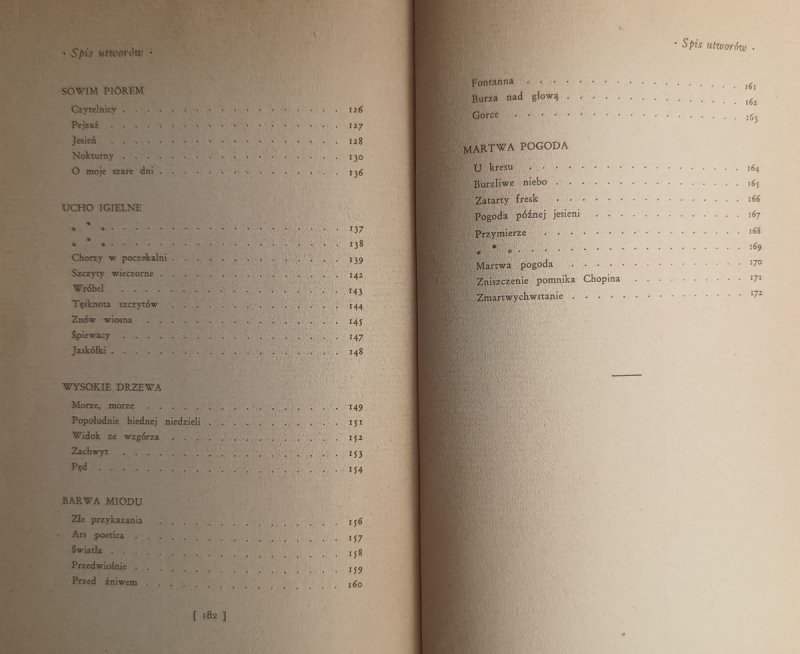 · Spis utworów ·
SOWIM PIÓREM
Czytelnicy . . . . . . . . . . . . . . . . . . 126
Pejzaż . . . . . . . . . . . . . . . . . . 127
Jesień . . . . . . . . . . . . . . . . . . 128
Nokturny . . . . . . . . . . . . . . . . . . 130
O moje szare dni . . . . . . . . . . . . . . . 136
UCHO IGIELNE
* * * . . . . . . . . . . . . . . . . . . 137
* * * . . . . . . . . . . . . . . . . . . 138
Chorzy w poczekalni . . . . . . . . . . . . . . 139
Szczyty wieczorne . . . . . . . . . . . . . . . 142
Wróbel . . . . . . . . . . . . . . . . . . 143
Tęsknota szczytów . . . . . . . . . . . . . . 144
Znów wiosna . . . . . . . . . . . . . . . . . 145
Śpiewacy . . . . . . . . . . . . . . . . . . 147
Jaskółki . . . . . . . . . . . . . . . . . . 148
WYSOKIE DRZEWA
Morze, morze . . . . . . . . . . . . . . . . 149
Popołudnie biednej niedzieli . . . . . . . . . . . 151
Widok ze wzgórza . . . . . . . . . . . . . . 152
Zachwyt . . . . . . . . . . . . . . . . . . 153
Pęd . . . . . . . . . . . . . . . . . . . . 154
BARWA MIODU
Złe przykazania . . . . . . . . . . . . . . . 156
Ars poetica . . . . . . . . . . . . . . . . . 157
Światła . . . . . . . . . . . . . . . . . . 158
Przedwiośnie . . . . . . . . . . . . . . . . . 159
Przed żniwem . . . . . . . . . . . . . . . . 160
[ 182 ]
· Spis utworów ·
Fontanna . . . . . . . . . . . . . . . . . 161
Burza nad głową . . . . . . . . . . . . . . 162
Gorce . . . . . . . . . . . . . . . . . . 163
MARTWA POGODA
U kresu . . . . . . . . . . . . . . . . . 164
Burzliwe niebo . . . . . . . . . . . . . . . 165
Zatarty fresk . . . . . . . . . . . . . . . 166
Pogoda późnej jesieni . . . . . . . . . . . . 167
Przymierze . . . . . . . . . . . . . . . . 168
* * * . . . . . . . . . . . . . . . . . . 169
Martwa pogoda . . . . . . . . . . . . . . 170
Zniszczenie pomnika Chopina . . . . . . . . . 171
Zmartwychwstanie . . . . . . . . . . . . . . 172